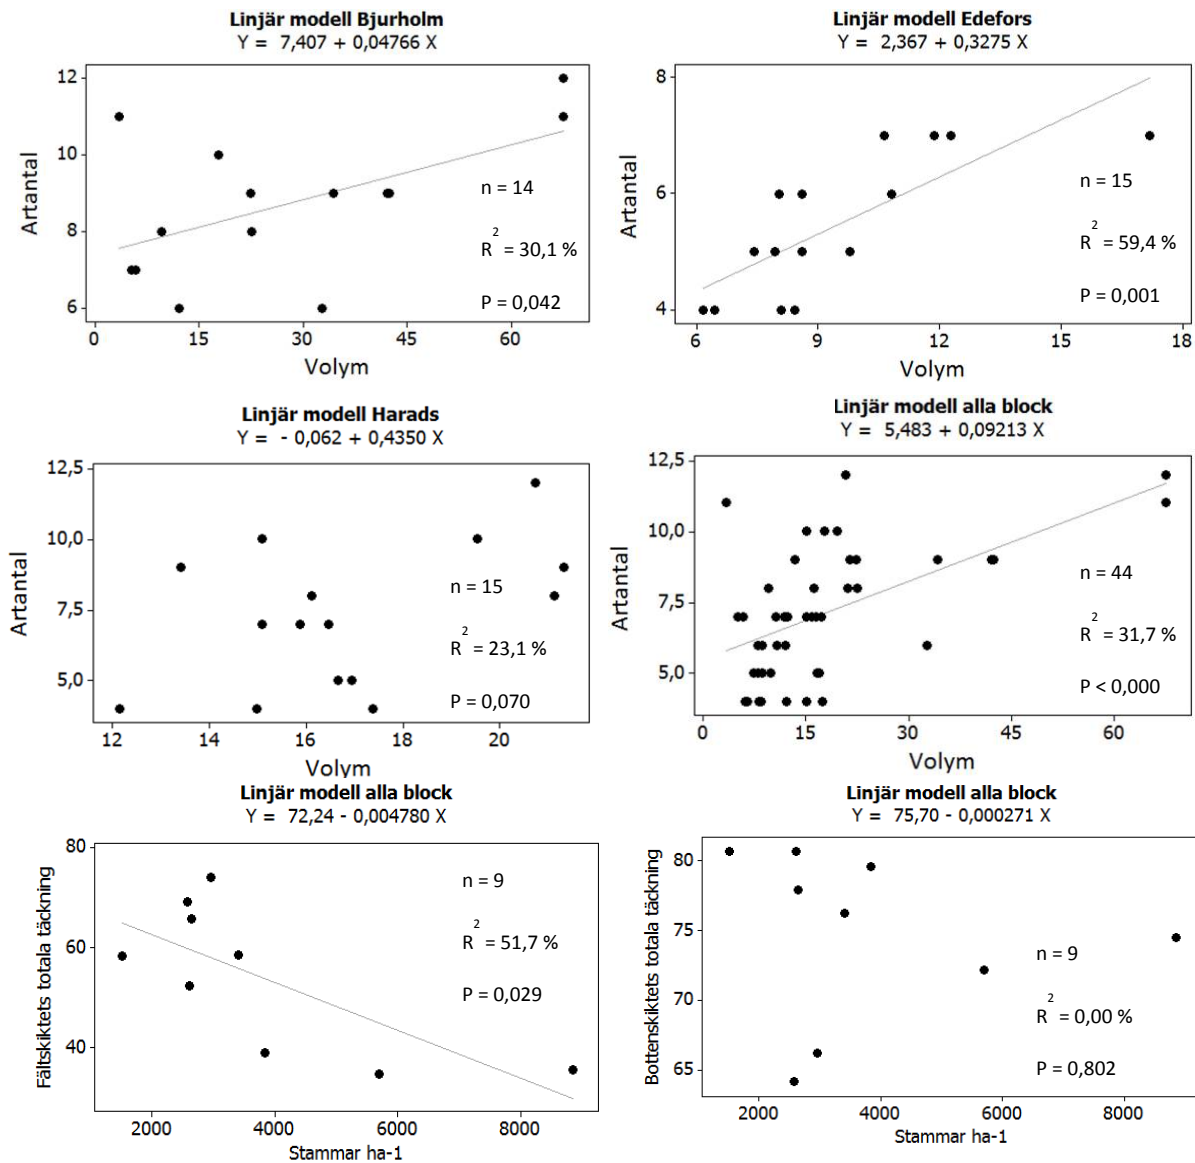 Linjär modell Bjurholm
Y = 7,407 + 0,04766 X
12
10
8
6
Artantal
n = 14
R² = 30,1 %
P = 0,042
0 15 30 45 60
Volym
Linjär modell Edefors
Y = 2,367 + 0,3275 X
8
6
4
Artantal
n = 15
R² = 59,4 %
P = 0,001
6 9 12 15 18
Volym
Linjär modell Harads
Y = - 0,062 + 0,4350 X
12,5
10,0
7,5
5,0
Artantal
n = 15
R² = 23,1 %
P = 0,070
12 14 16 18 20
Volym
Linjär modell alla block
Y = 5,483 + 0,09213 X
12,5
10,0
7,5
5,0
Artantal
n = 44
R² = 31,7 %
P < 0,000
0 15 30 45 60
Volym
Linjär modell alla block
Y = 72,24 - 0,004780 X
80
60
40
Fältskiktets totala täckning
n = 9
R² = 51,7 %
P = 0,029
2000 4000 6000 8000
Stammar ha-1
Linjär modell alla block
Y = 75,70 - 0,000271 X
80
75
70
65
Bottenskiktets totala täckning
n = 9
R² = 0,00 %
P = 0,802
2000 4000 6000 8000
Stammar ha-1